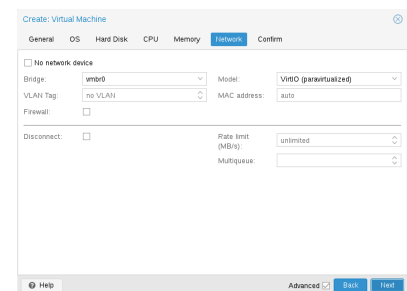 Create: Virtual Machine
General OS Hard Disk CPU Memory Network Confirm
No network device
Bridge: vmbr0 Model: VirtIO (paravirtualized)
VLAN Tag: no VLAN MAC address: auto
Firewall:
Disconnect: Rate limit (MB/s): unlimited
Multiqueue:
Help Advanced Back Next